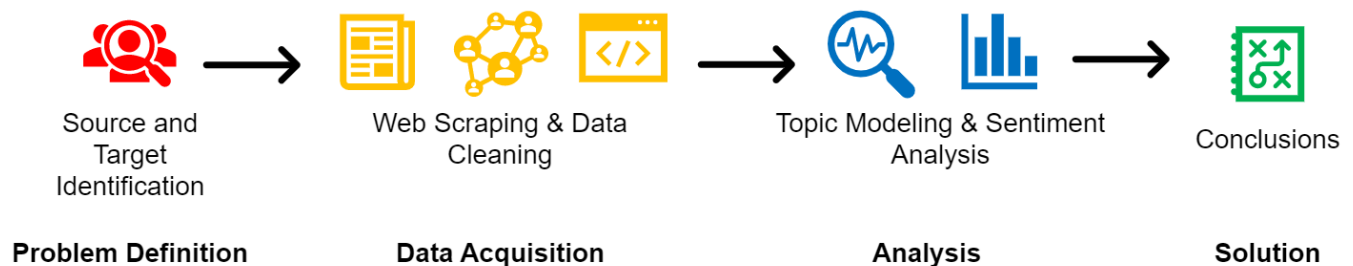 </>
Source and
Target
Identification
Web Scraping & Data
Cleaning
Topic Modeling & Sentiment
Analysis
Conclusions
Problem Definition
Data Acquisition
Analysis
Solution